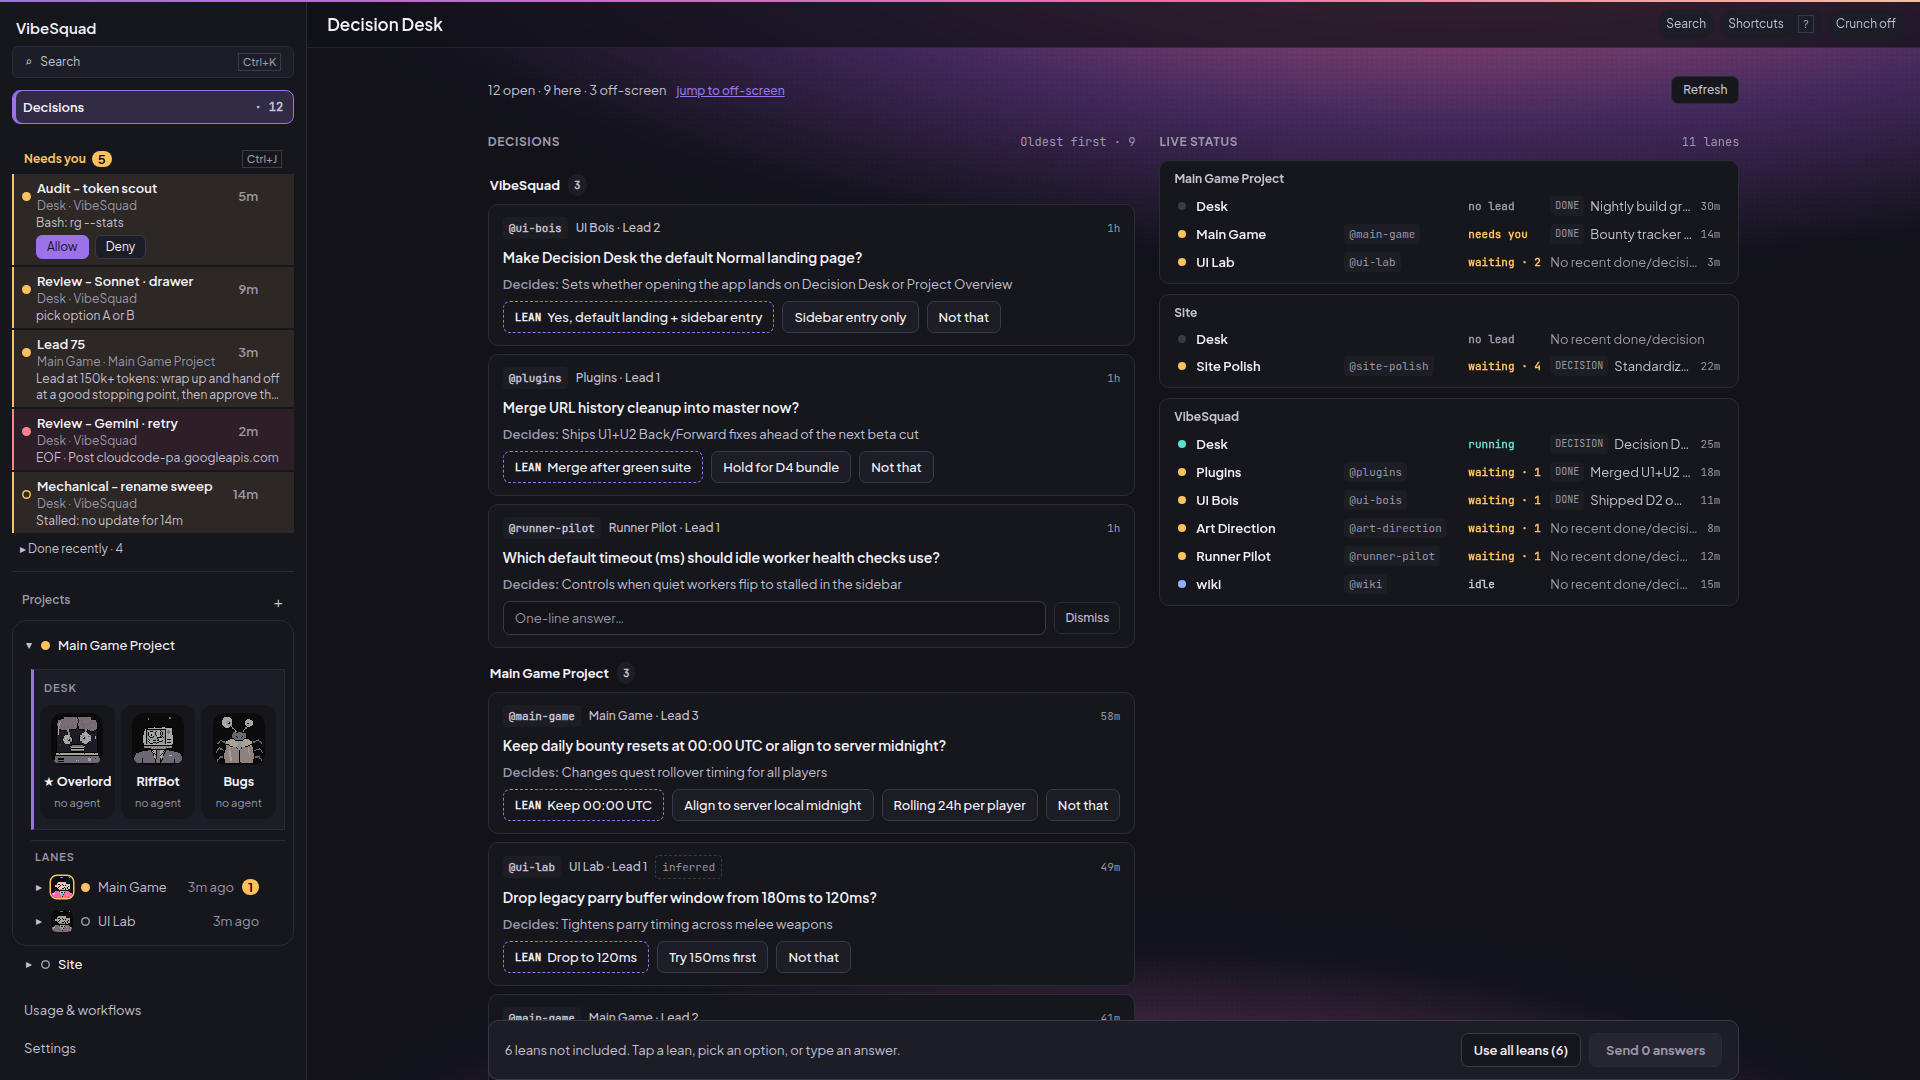 VibeSquad
Search Ctrl+K
Decisions · 12
Needs you 5 Ctrl+J
Audit – token scout 5m
Desk · VibeSquad
Bash: rg --stats
Allow Deny
Review – Sonnet · drawer 9m
Desk · VibeSquad
pick option A or B
Lead 75 3m
Main Game · Main Game Project
Lead at 150k+ tokens: wrap up and hand off
at a good stopping point, then approve th...
Review – Gemini · retry 2m
Desk · VibeSquad
EOF · Post cloudcode-pa.googleapis.com
Mechanical – rename sweep 14m
Desk · VibeSquad
Stalled: no update for 14m
▸ Done recently · 4
Projects +
▾ Main Game Project
DESK
★ Overlord RiffBot Bugs
no agent no agent no agent
LANES
▸ Main Game 3m ago 1
▸ UI Lab 3m ago
▸ Site
Usage & workflows
Settings
Decision Desk
Search Shortcuts ? Crunch off
12 open · 9 here · 3 off-screen jump to off-screen Refresh
DECISIONS Oldest first · 9
VibeSquad 3
@ui-bois UI Bois · Lead 2 1h
Make Decision Desk the default Normal landing page?
Decides: Sets whether opening the app lands on Decision Desk or Project Overview
LEAN Yes, default landing + sidebar entry Sidebar entry only Not that
@plugins Plugins · Lead 1 1h
Merge URL history cleanup into master now?
Decides: Ships U1+U2 Back/Forward fixes ahead of the next beta cut
LEAN Merge after green suite Hold for D4 bundle Not that
@runner-pilot Runner Pilot · Lead 1 1h
Which default timeout (ms) should idle worker health checks use?
Decides: Controls when quiet workers flip to stalled in the sidebar
One-line answer... Dismiss
Main Game Project 3
@main-game Main Game · Lead 3 58m
Keep daily bounty resets at 00:00 UTC or align to server midnight?
Decides: Changes quest rollover timing for all players
LEAN Keep 00:00 UTC Align to server local midnight Rolling 24h per player Not that
@ui-lab UI Lab · Lead 1 inferred 49m
Drop legacy parry buffer window from 180ms to 120ms?
Decides: Tightens parry timing across melee weapons
LEAN Drop to 120ms Try 150ms first Not that
@main-game Main Game · Lead 2 41m
LIVE STATUS 11 lanes
Main Game Project
Desk no lead DONE Nightly build gr... 30m
Main Game @main-game needs you DONE Bounty tracker ... 14m
UI Lab @ui-lab waiting · 2 No recent done/decisi... 3m
Site
Desk no lead No recent done/decision
Site Polish @site-polish waiting · 4 DECISION Standardiz... 22m
VibeSquad
Desk running DECISION Decision D... 25m
Plugins @plugins waiting · 1 DONE Merged U1+U2 ... 18m
UI Bois @ui-bois waiting · 1 DONE Shipped D2 o... 11m
Art Direction @art-direction waiting · 1 No recent done/decisi... 8m
Runner Pilot @runner-pilot waiting · 1 No recent done/deci... 12m
wiki @wiki idle No recent done/deci... 15m
6 leans not included. Tap a lean, pick an option, or type an answer. Use all leans (6) Send 0 answers